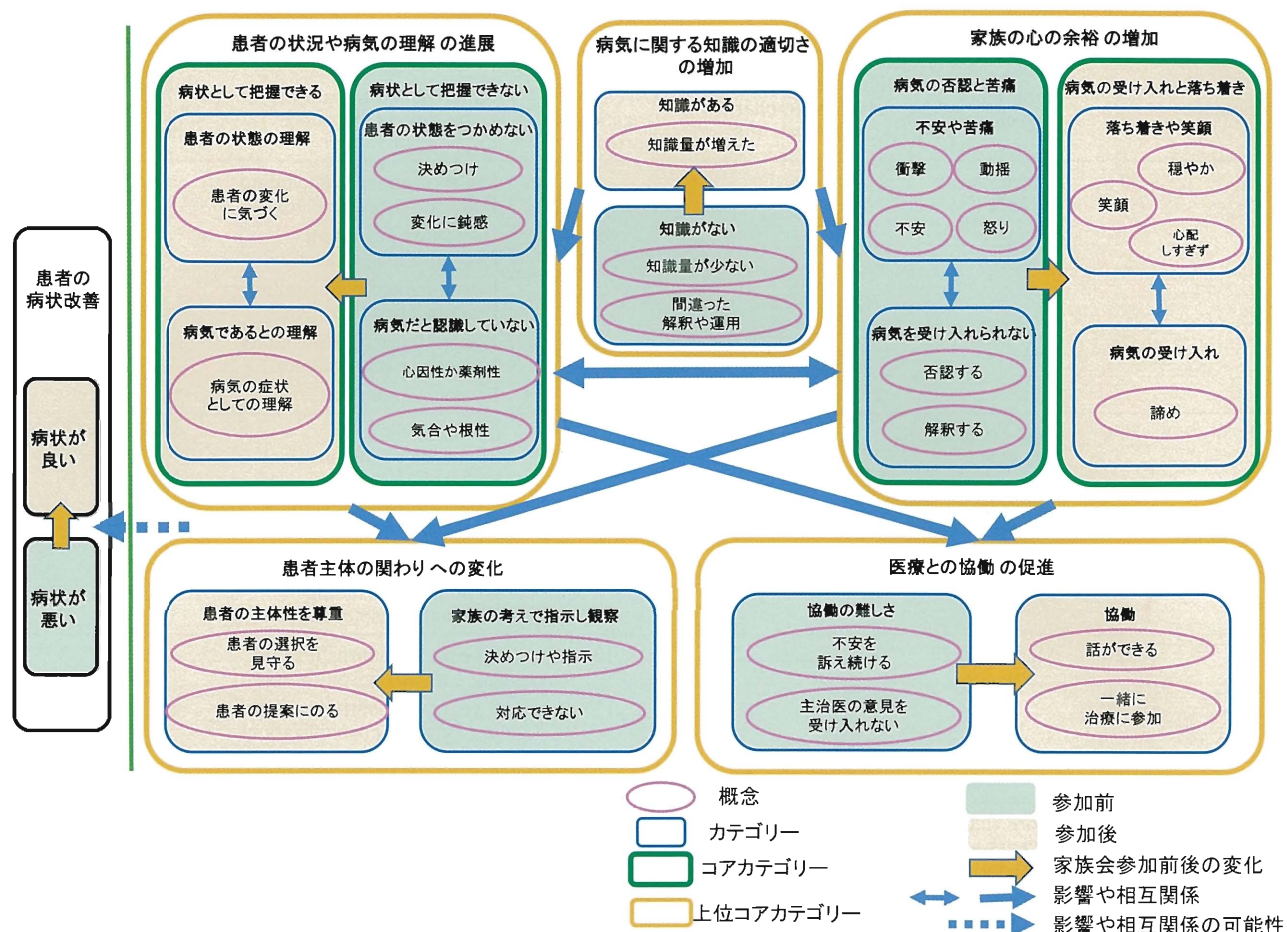 患者の
病状改善
病状が
良い
病状が
悪い
患者の状況や病気の理解 の進展
病状として把握できる
患者の状態の理解
患者の変化
に気づく
病気であるとの理解
病気の症状
としての理解
病状として把握できない
患者の状態をつかめない
決めつけ
変化に鈍感
病気だと認識していない
心因性か薬剤性
気合や根性
病気に関する知識の適切さ
の増加
知識がある
知識量が増えた
知識がない
知識量が少ない
間違った
解釈や運用
家族の心の余裕 の増加
病気の否認と苦痛
不安や苦痛
衝撃
動揺
不安
怒り
病気を受け入れられない
否認する
解釈する
病気の受け入れと落ち着き
落ち着きや笑顔
穏やか
笑顔
心配
しすぎず
病気の受け入れ
諦め
患者主体の関わり への変化
患者の主体性を尊重
患者の選択を
見守る
患者の提案にのる
家族の考えで指示し観察
決めつけや指示
対応できない
医療との協働 の促進
協働の難しさ
不安を
訴え続ける
主治医の意見を
受け入れない
協働
話ができる
一緒に
治療に参加
概念
カテゴリー
コアカテゴリー
上位コアカテゴリー
参加前
参加後
家族会参加前後の変化
影響や相互関係
影響や相互関係の可能性